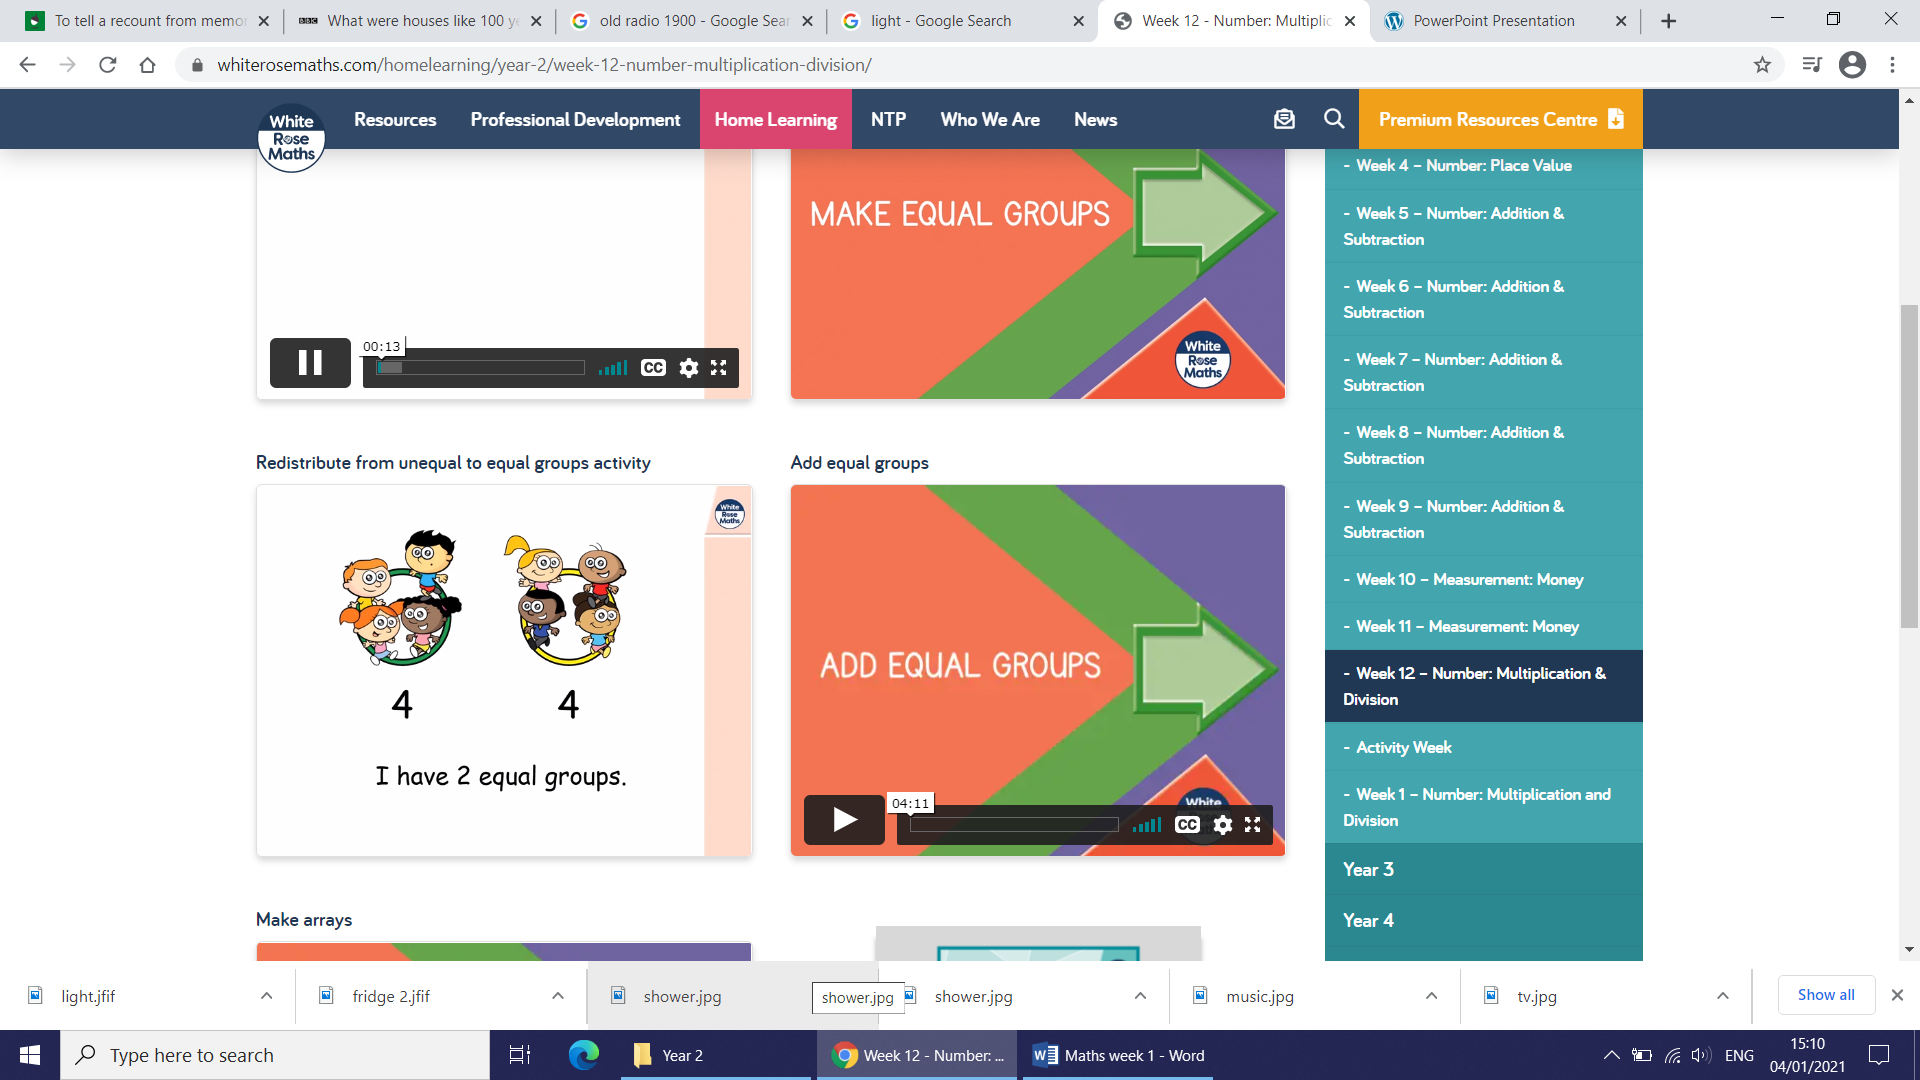 To tell a recount from memo
What were houses like 100 ye
old radio 1900 - Google Sear
light - Google Search
Week 12 - Number: Multiplic
PowerPoint Presentation
whiterosemaths.com/homelearning/year-2/week-12-number-multiplication-division/
White
Rose
Maths
Resources
Professional Development
Home Learning
NTP
Who We Are
News
Premium Resources Centre
00:13
CC
MAKE EQUAL GROUPS
White
Rose
Maths
Redistribute from unequal to equal groups activity
White
Rose
Maths
4 4
I have 2 equal groups.
Add equal groups
ADD EQUAL GROUPS
White
04:11
CC
Make arrays
- Week 4 – Number: Place Value
- Week 5 – Number: Addition &
Subtraction
- Week 6 – Number: Addition &
Subtraction
- Week 7 – Number: Addition &
Subtraction
- Week 8 – Number: Addition &
Subtraction
- Week 9 – Number: Addition &
Subtraction
- Week 10 – Measurement: Money
- Week 11 – Measurement: Money
- Week 12 – Number: Multiplication &
Division
- Activity Week
- Week 1 – Number: Multiplication and
Division
Year 3
Year 4
light.jfif
fridge 2.jfif
shower.jpg
shower.jpg
shower.jpg
music.jpg
tv.jpg
Show all
Type here to search
Year 2
Week 12 - Number: ...
Maths week 1 - Word
ENG
15:10
04/01/2021